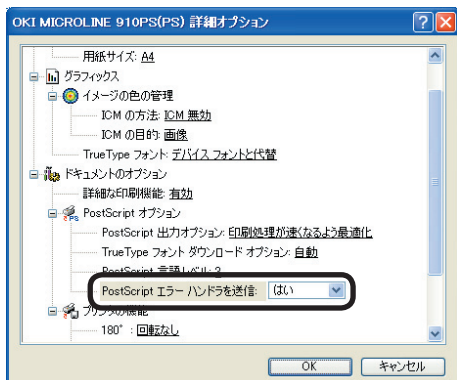 OKI MICROLINE 910PS(PS) 詳細オプション
用紙サイズ: A4
グラフィックス
イメージの色の管理
ICM の方法: ICM 無効
ICM の目的: 画像
TrueType フォント: デバイス フォントと代替
ドキュメントのオプション
詳細な印刷機能: 有効
PostScript オプション
PostScript 出力オプション: 印刷処理が速くなるよう最適化
TrueType フォント ダウンロード オプション: 自動
PostScript 言語レベル: 3
PostScript エラー ハンドラを送信: はい
プリンタの機能
180° : 回転なし
OK キャンセル